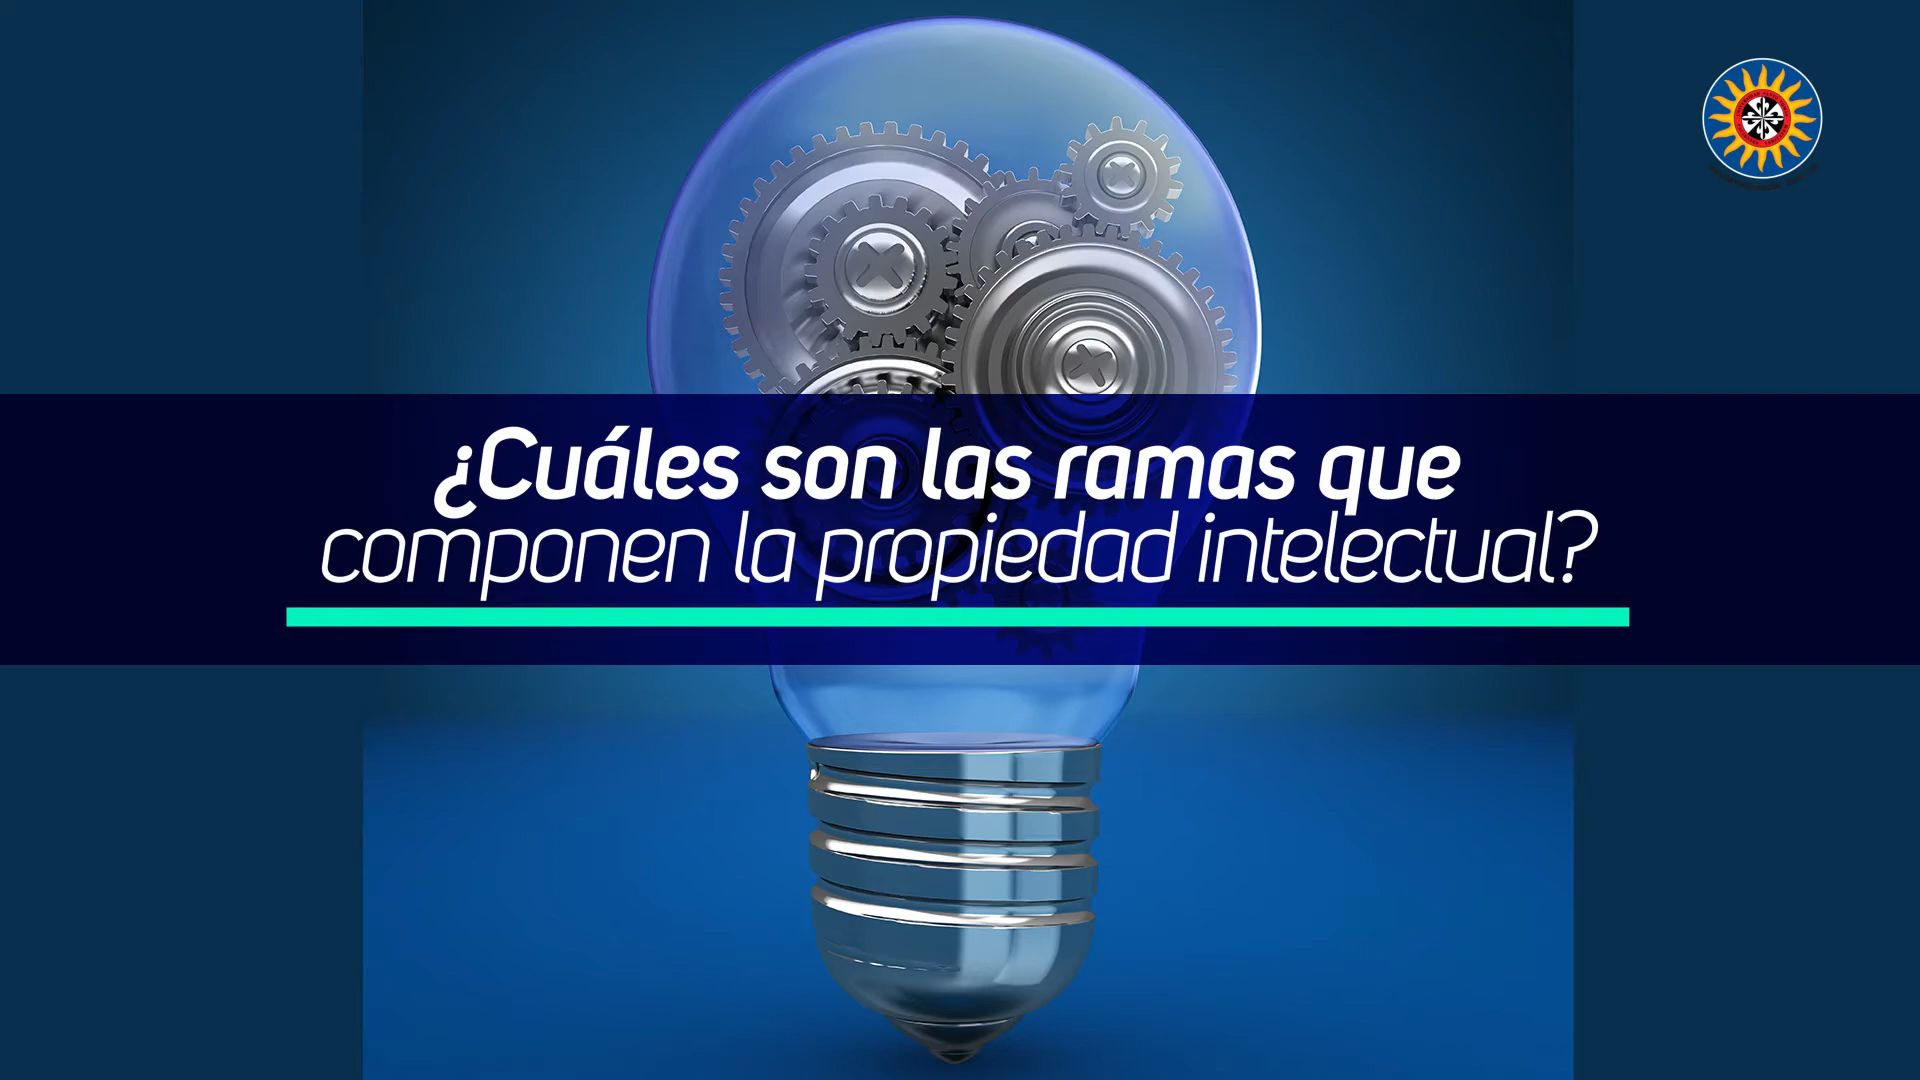 ¿Cuáles son las ramas que
componen la propiedad intelectual?